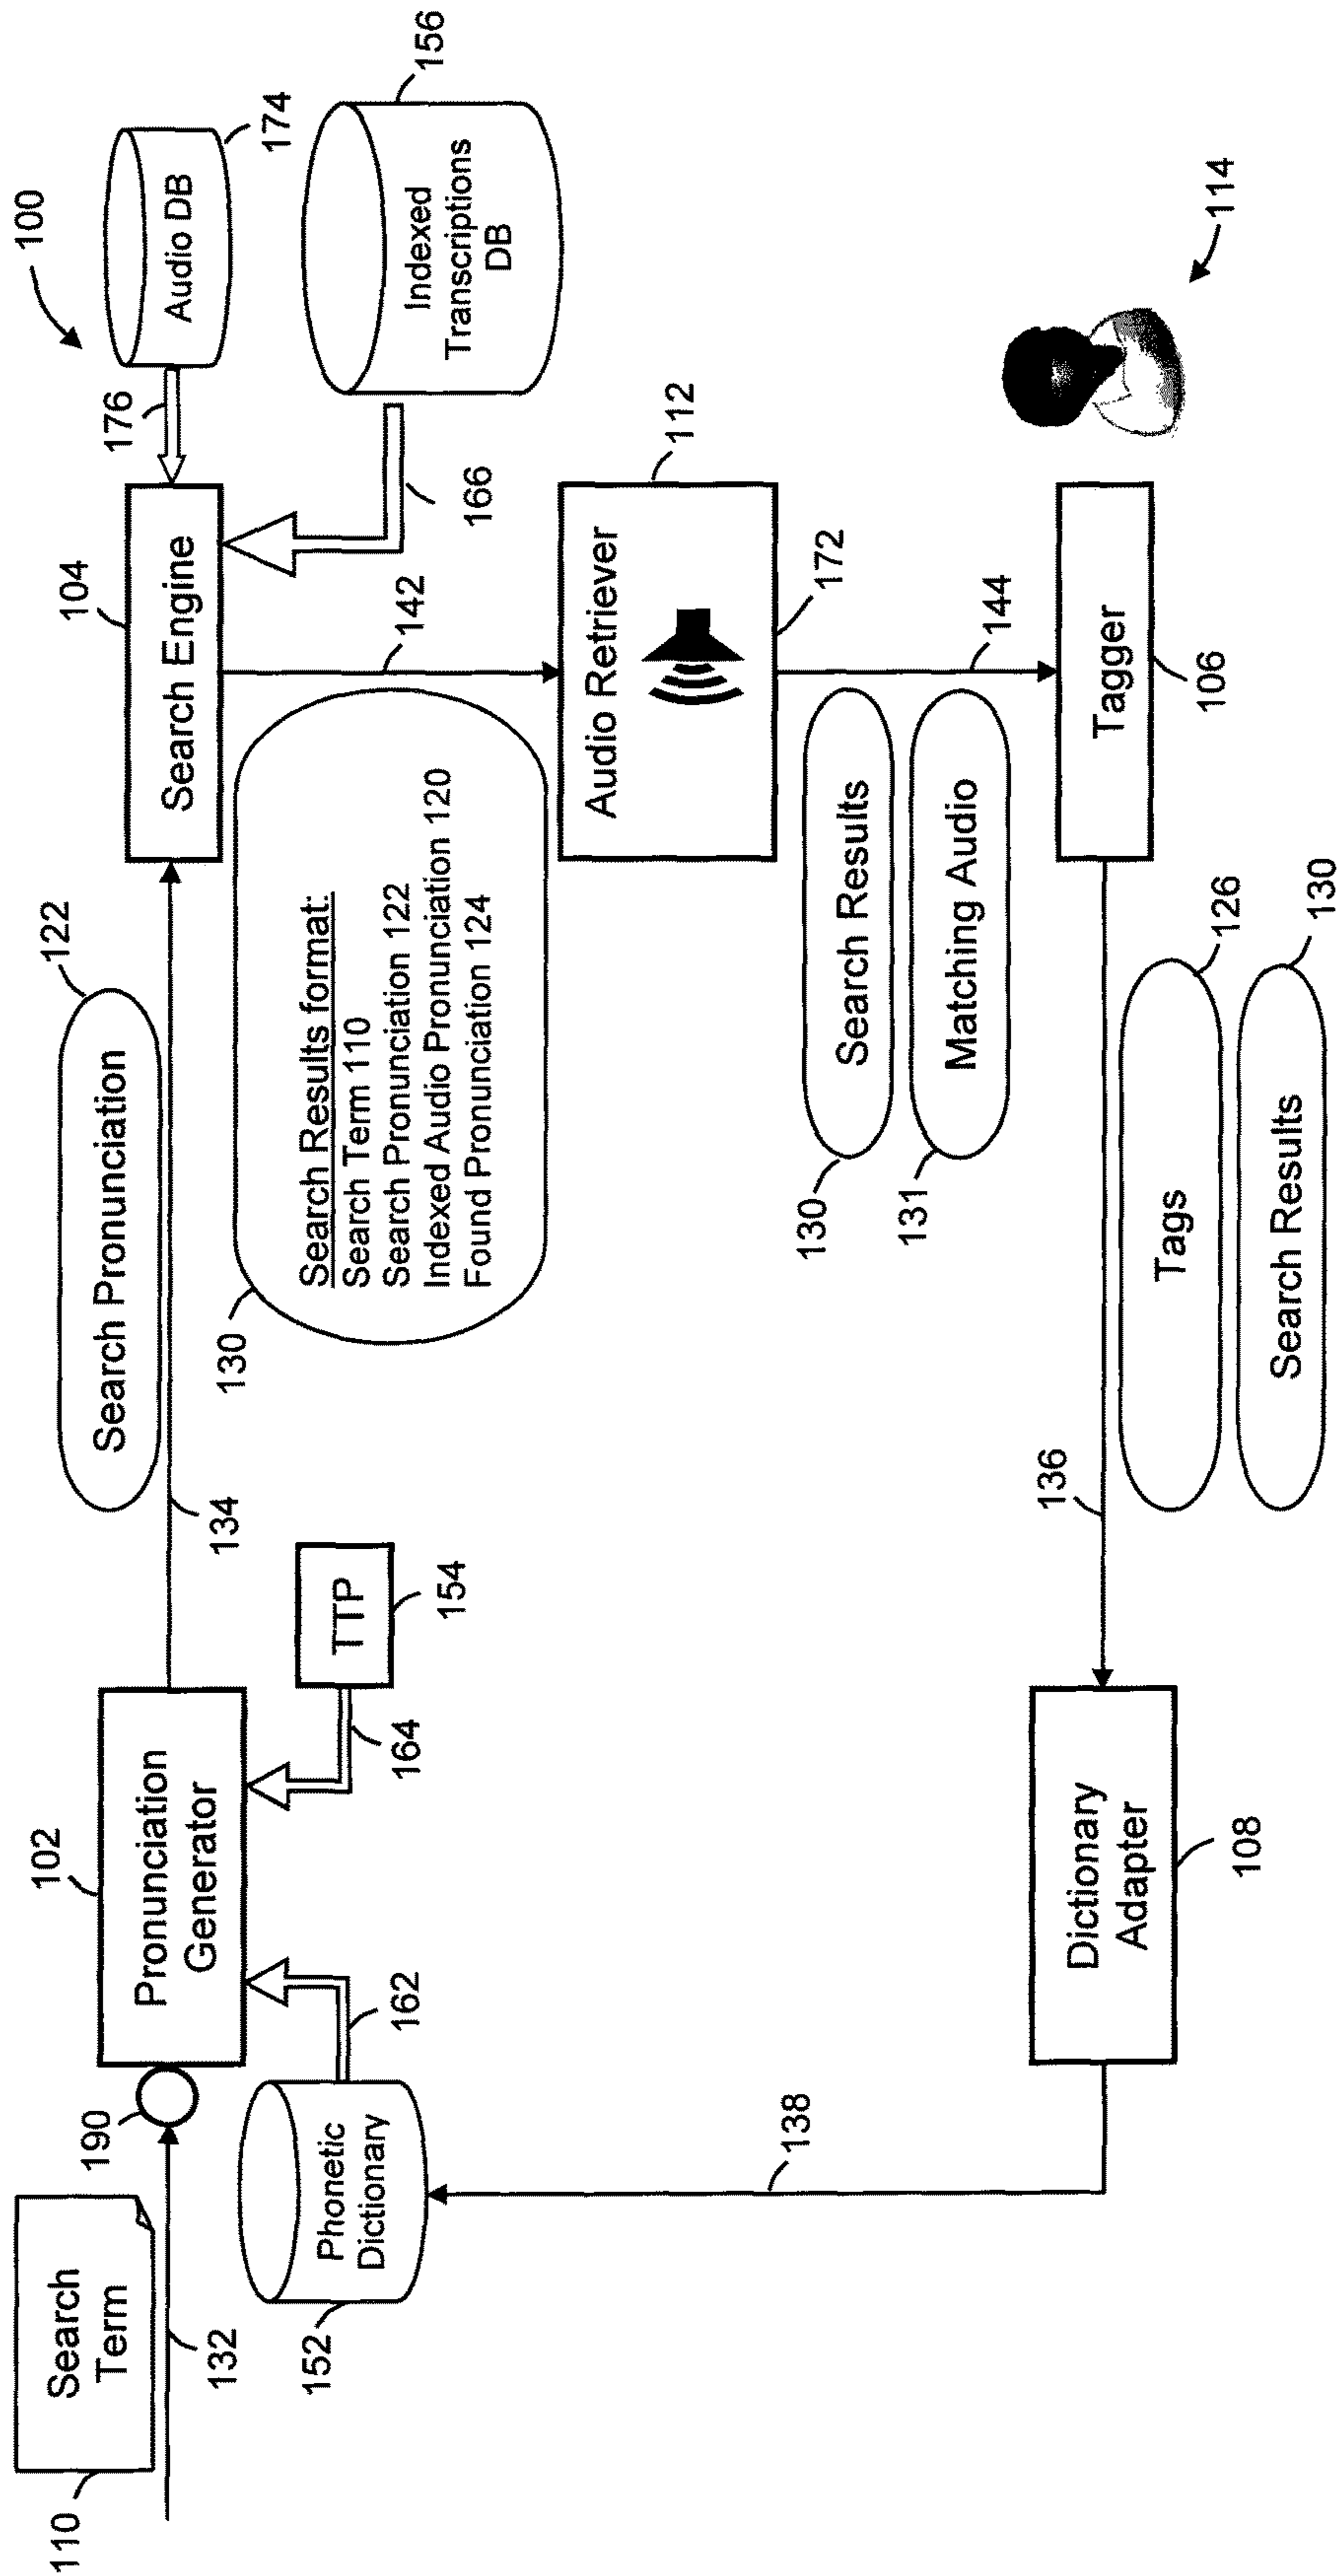 100
Search
Term
110
132
190
Pronunciation
Generator
102
Phonetic
Dictionary
152
162
TTP
154
164
134
Search Pronunciation
122
Search Engine
104
176
Audio DB
174
Indexed
Transcriptions
DB
156
166
142
130
Search Results format:
Search Term 110
Search Pronunciation 122
Indexed Audio Pronunciation 120
Found Pronunciation 124
Audio Retriever
112
172
Search Results
130
Matching Audio
131
144
114
Tagger
106
136
Tags
126
Search Results
130
Dictionary
Adapter
108
138